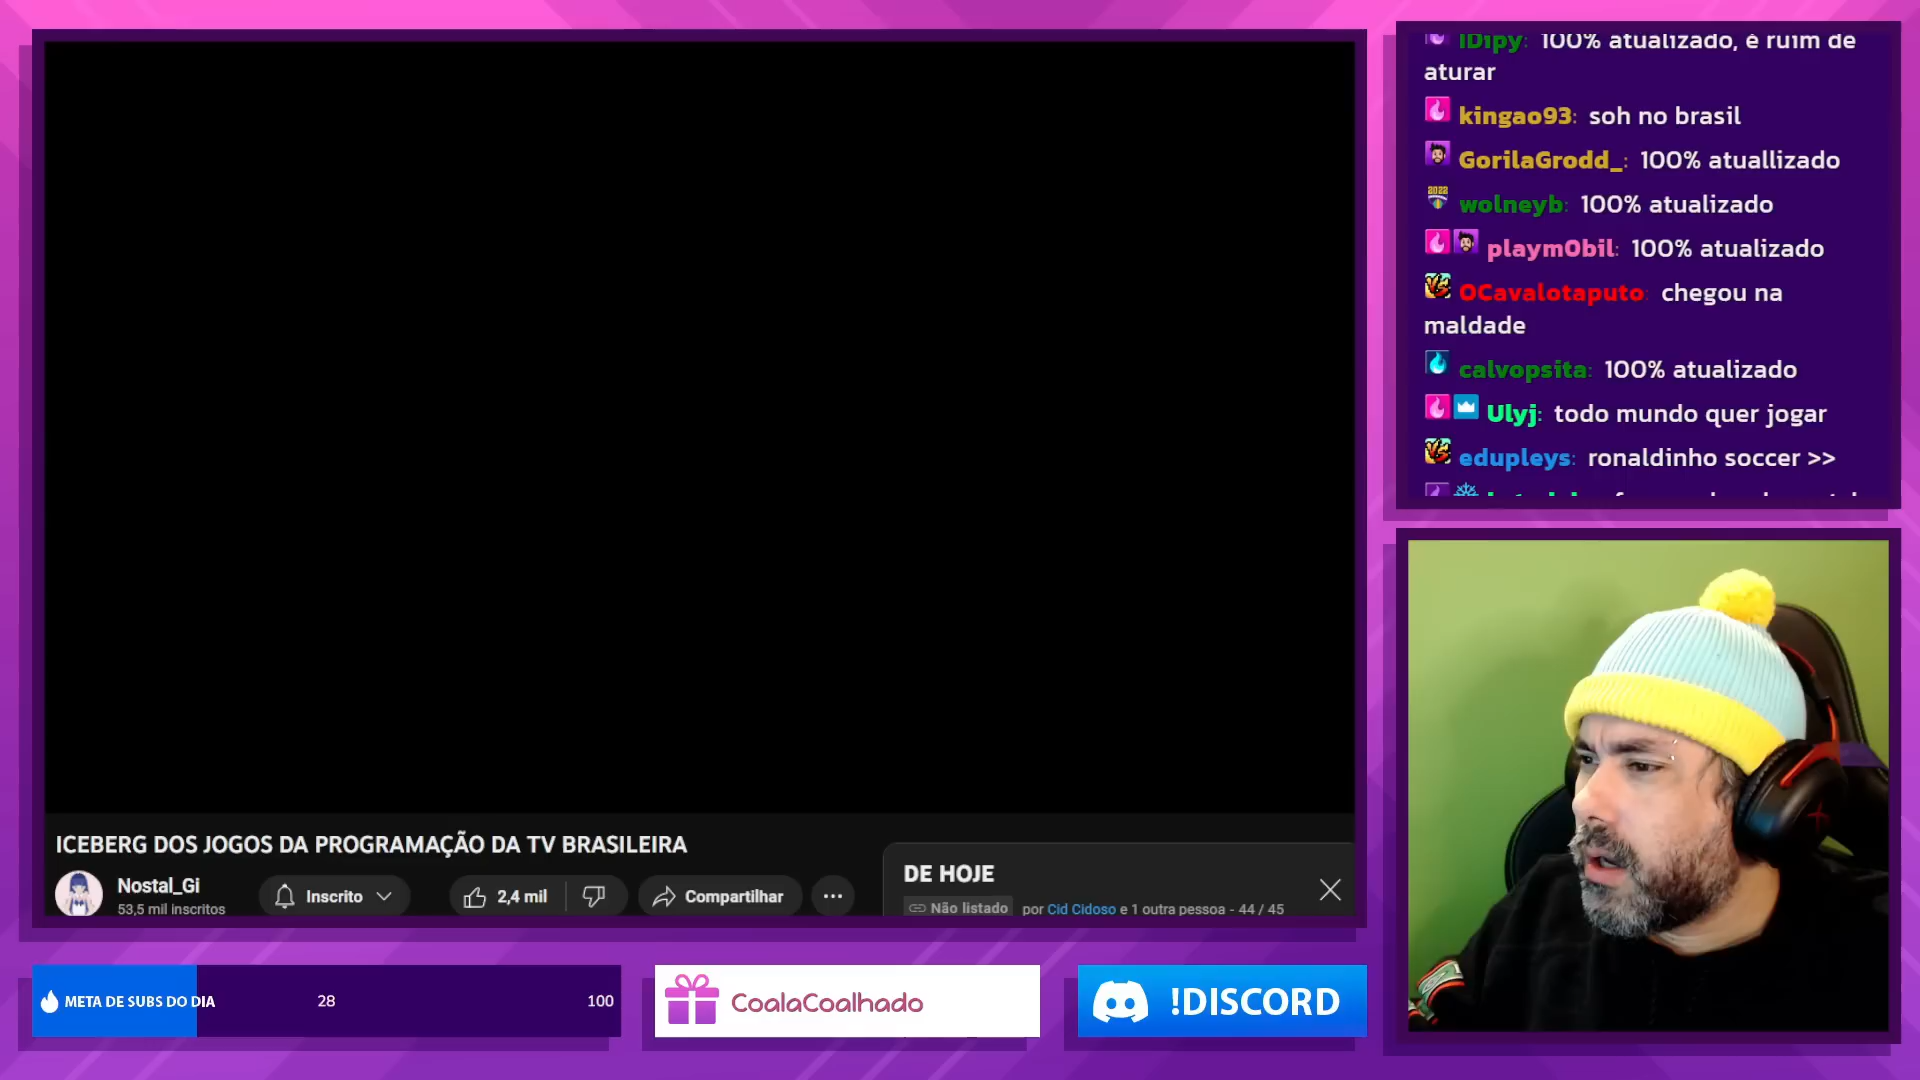 ICEBERG DOS JOGOS DA PROGRAMAÇÃO DA TV BRASILEIRA
Nostal_Gi
53,5 mil inscritos
Inscrito
2,4 mil
Compartilhar
DE HOJE
Não listado por Cid Cidoso e 1 outra pessoa - 44 / 45
META DE SUBS DO DIA 28 100
CoalaCoalhado
!DISCORD
IDipy: 100% atualizado, é ruim de
aturar
kingao93: soh no brasil
GorilaGrodd_: 100% atuallizado
2022
wolneyb: 100% atualizado
playm0bil: 100% atualizado
OCavalotaputo: chegou na
maldade
calvopsita: 100% atualizado
Ulyj: todo mundo quer jogar
edupleys: ronaldinho soccer >>